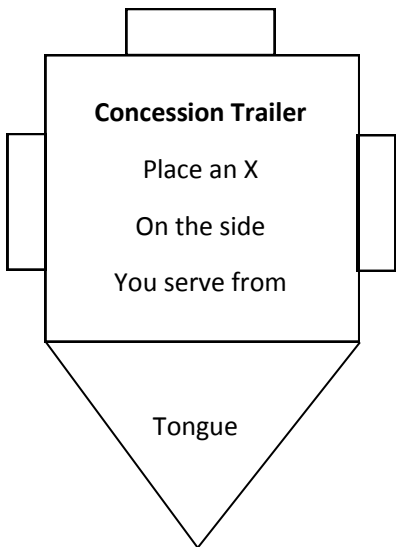 Concession Trailer
Place an X
On the side
You serve from
Tongue